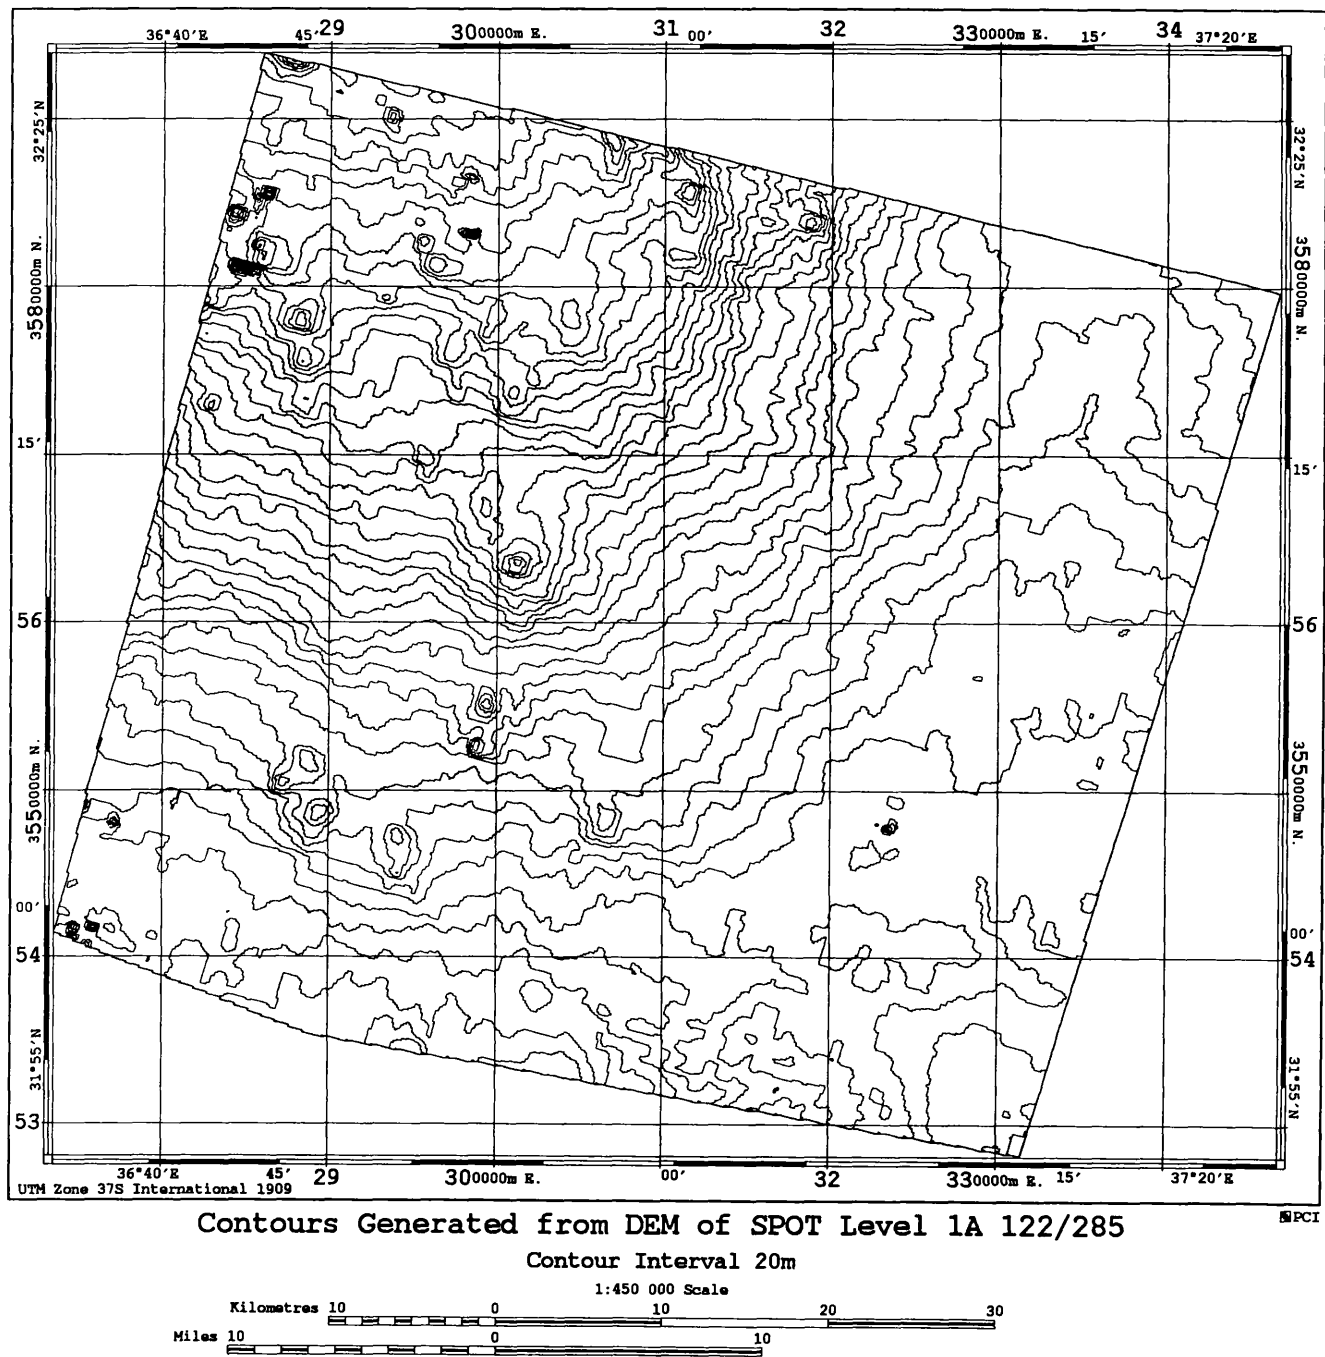 29 300000m E. 31 32 330000m E. 34
36°40'E 45' 00' 15' 37°20'E
32°25'N
32°25'N
3580000m N.
3580000m N.
15'
15'
56
56
3550000m N.
3550000m N.
00'
00'
54
54
31°55'N
31°55'N
53
36°40'E 45' 29 300000m E. 00' 32 330000m E. 15' 37°20'E
UTM Zone 37S International 1909
PCI
Contours Generated from DEM of SPOT Level 1A 122/285
Contour Interval 20m
1:450 000 Scale
Kilometres 10 0 10 20 30
Miles 10 0 10